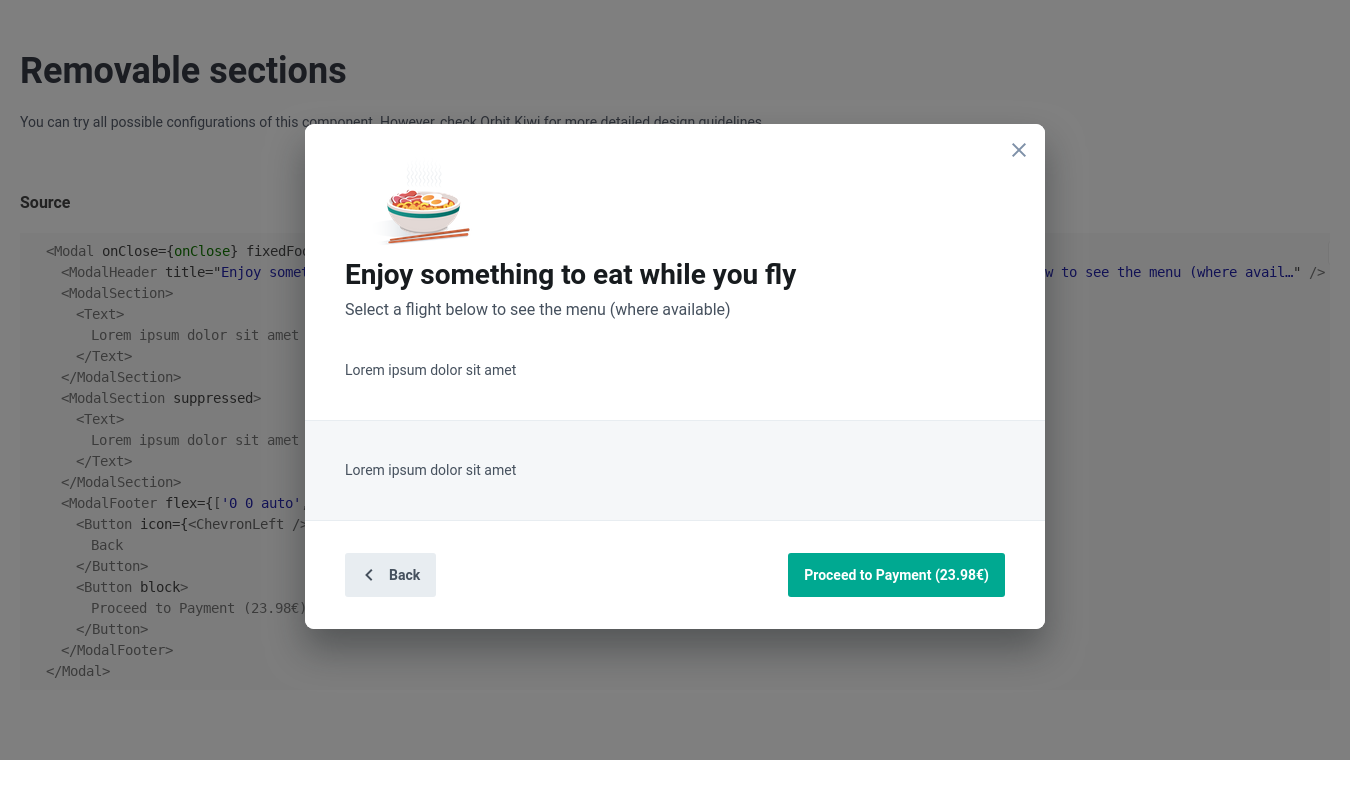 Removable sections
You can try all possible configurations of this component. However, check Orbit.Kiwi for more detailed design guidelines.
Source
<Modal onClose={onClose} fixedFoo
<ModalHeader title="Enjoy somet
w to see the menu (where avail…" />
<ModalSection>
<Text>
Lorem ipsum dolor sit amet
</Text>
</ModalSection>
<ModalSection suppressed>
<Text>
Lorem ipsum dolor sit amet
</Text>
</ModalSection>
<ModalFooter flex={['0 0 auto'
<Button icon={<ChevronLeft />
Back
</Button>
<Button block>
Proceed to Payment (23.98€)
</Button>
</ModalFooter>
</Modal>
Enjoy something to eat while you fly
Select a flight below to see the menu (where available)
Lorem ipsum dolor sit amet
Lorem ipsum dolor sit amet
Back
Proceed to Payment (23.98€)